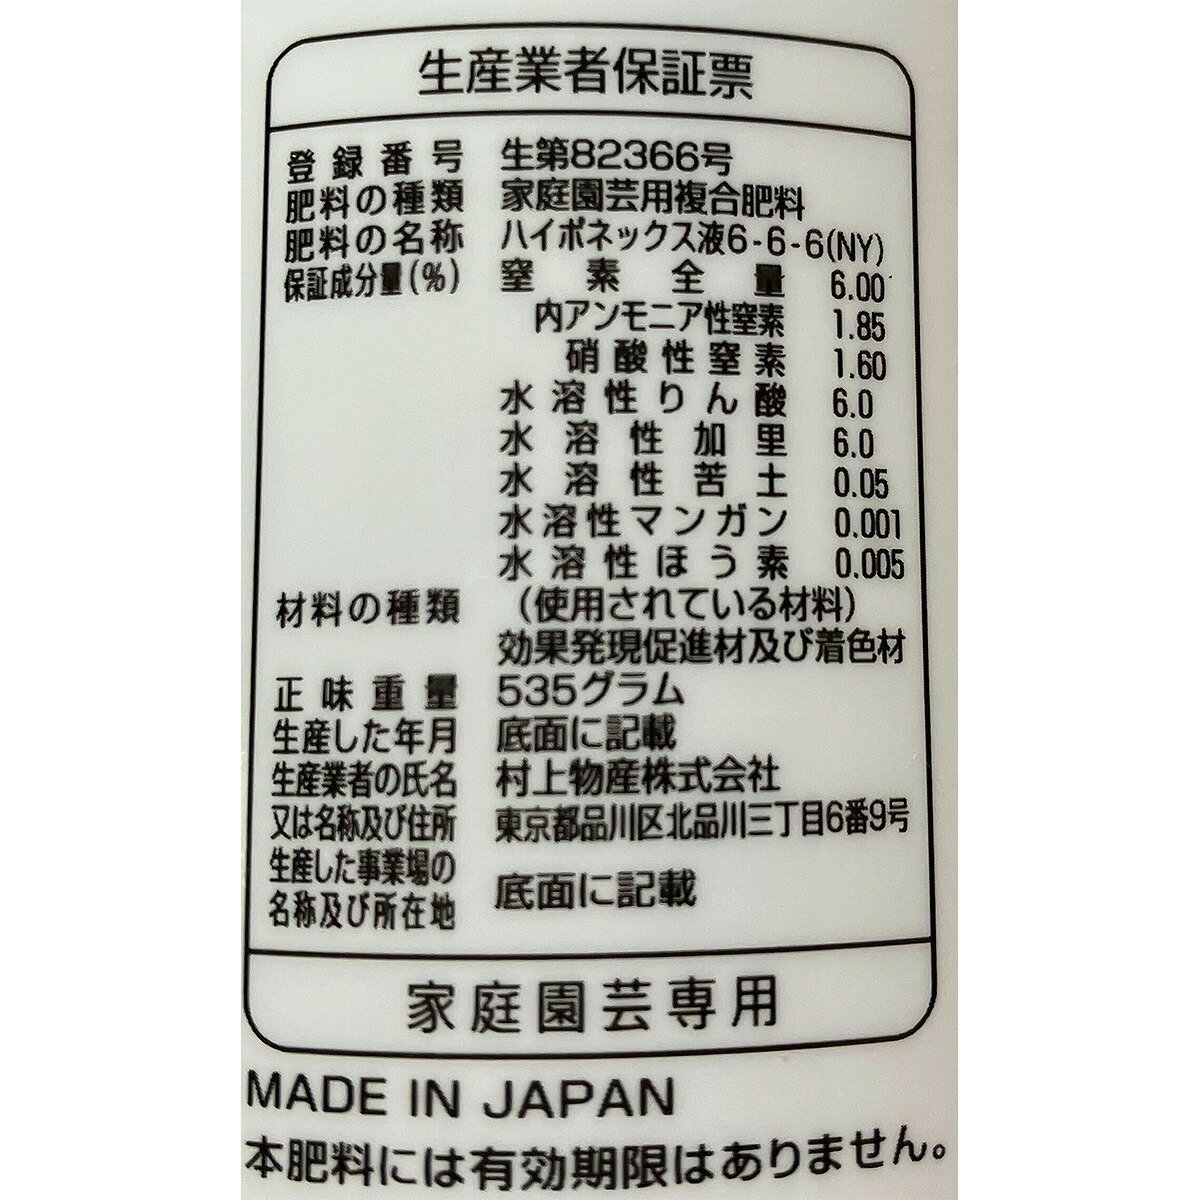 生産業者保証票
登録番号 生第82366号
肥料の種類 家庭園芸用複合肥料
肥料の名称 ハイポネックス液6-6-6(NY)
保証成分量(%) 窒素全量 6.00
内アンモニア性窒素 1.85
硝酸性窒素 1.60
水溶性りん酸 6.0
水溶性加里 6.0
水溶性苦土 0.05
水溶性マンガン 0.001
水溶性ほう素 0.005
材料の種類 (使用されている材料)
効果発現促進材及び着色材
正味重量 535グラム
生産した年月 底面に記載
生産業者の氏名 村上物産株式会社
又は名称及び住所 東京都品川区北品川三丁目6番9号
生産した事業場の
名称及び所在地 底面に記載
家庭園芸専用
MADE IN JAPAN
本肥料には有効期限はありません。